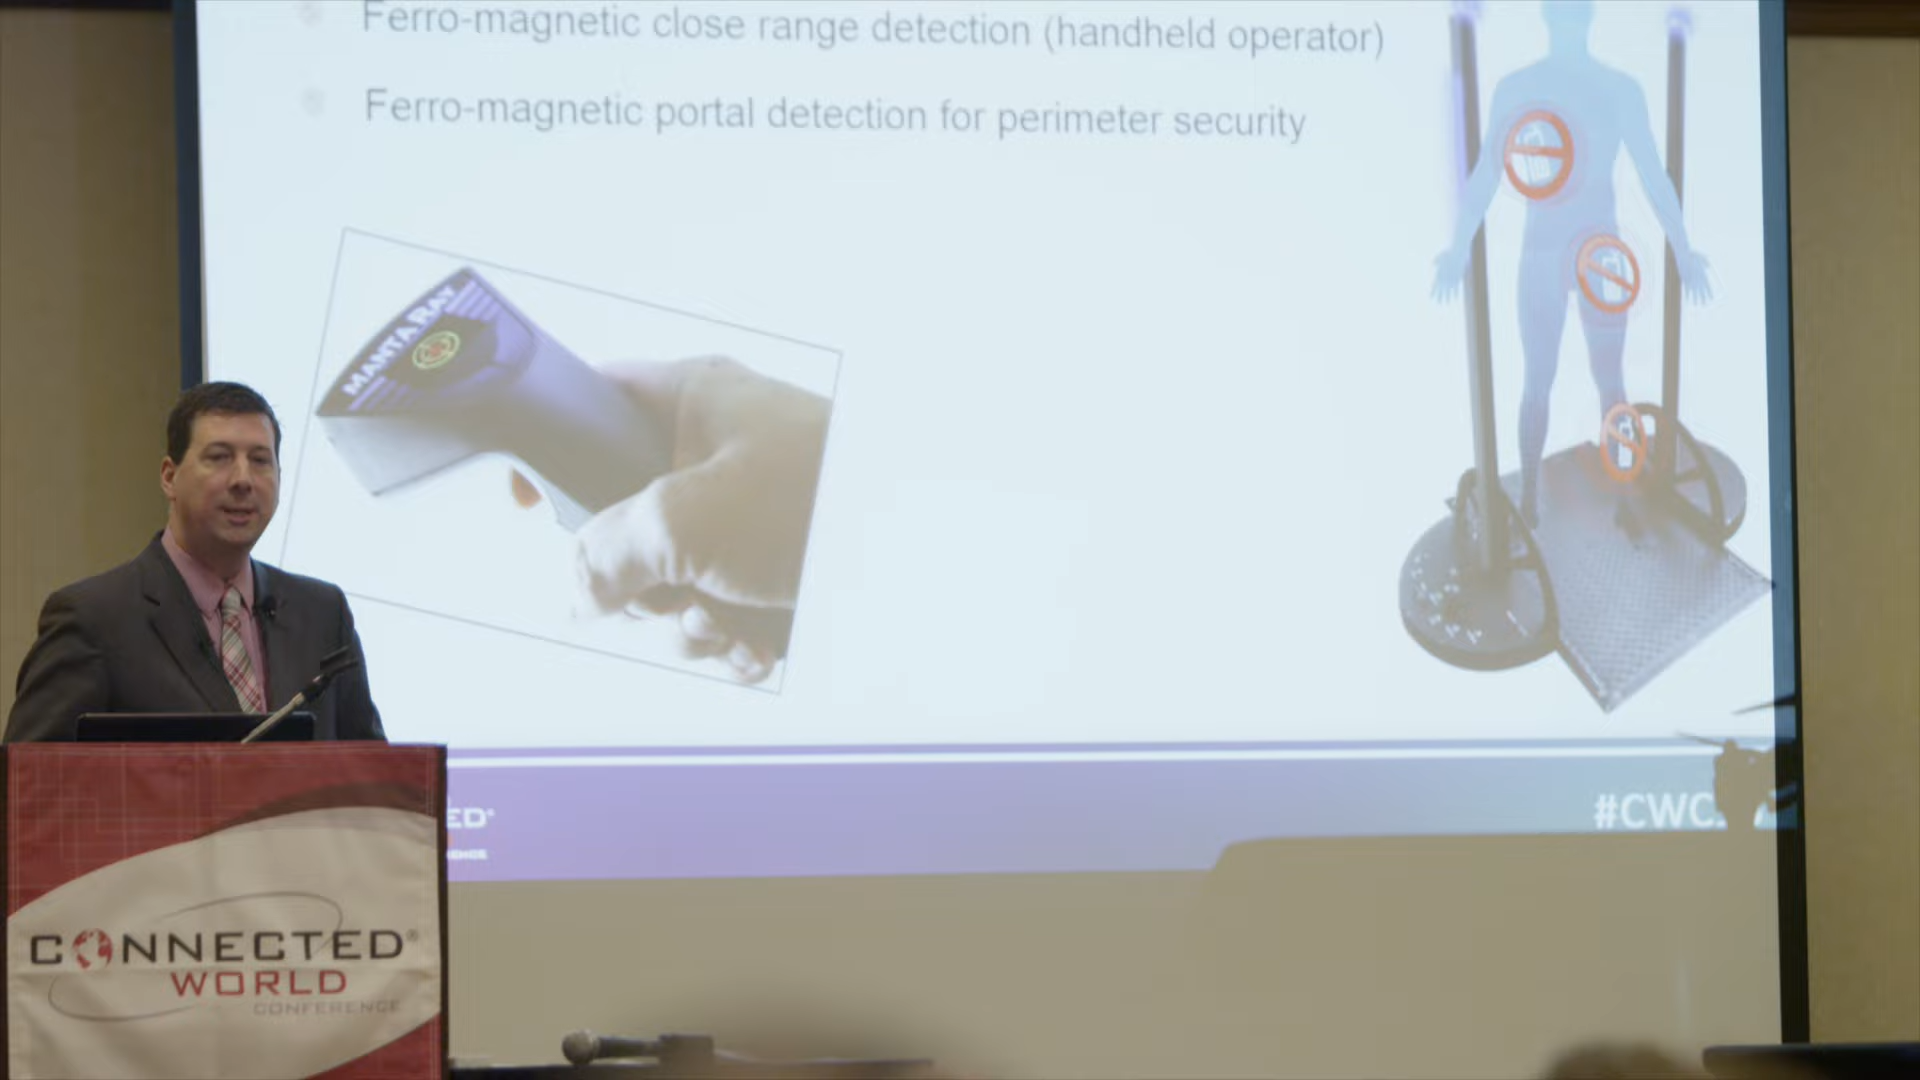 Ferro-magnetic close range detection (handheld operator)
Ferro-magnetic portal detection for perimeter security
MANTA RAY
ED®
#CWC
CONNECTED®
WORLD
CONFERENCE